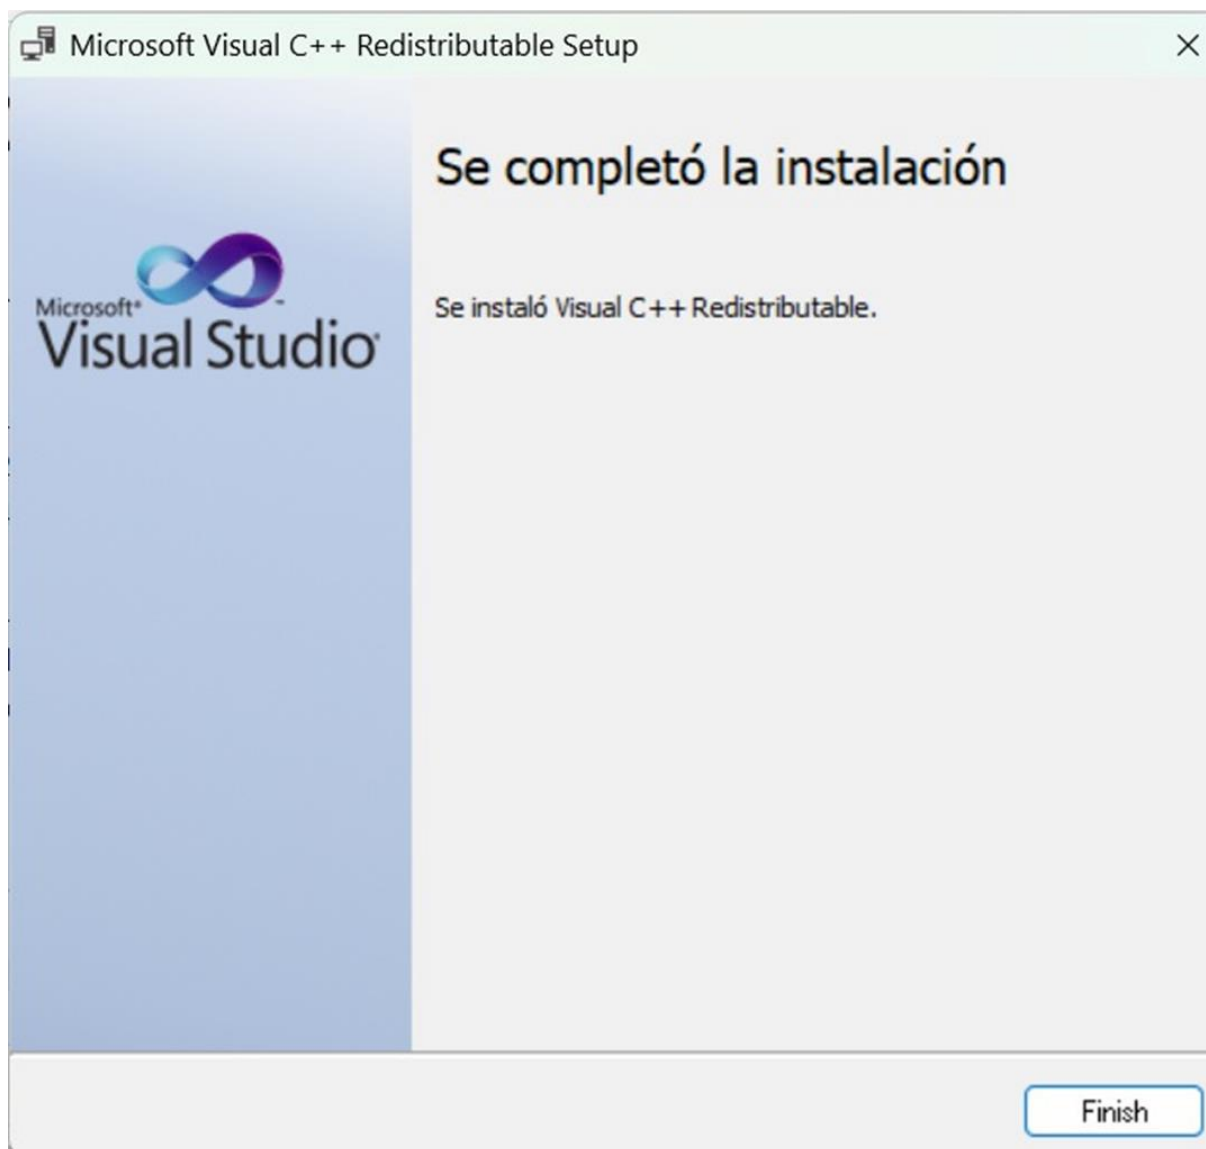 Microsoft Visual C++ Redistributable Setup
Se completó la instalación
Microsoft®
Visual Studio®
Se instaló Visual C++ Redistributable.
Finish